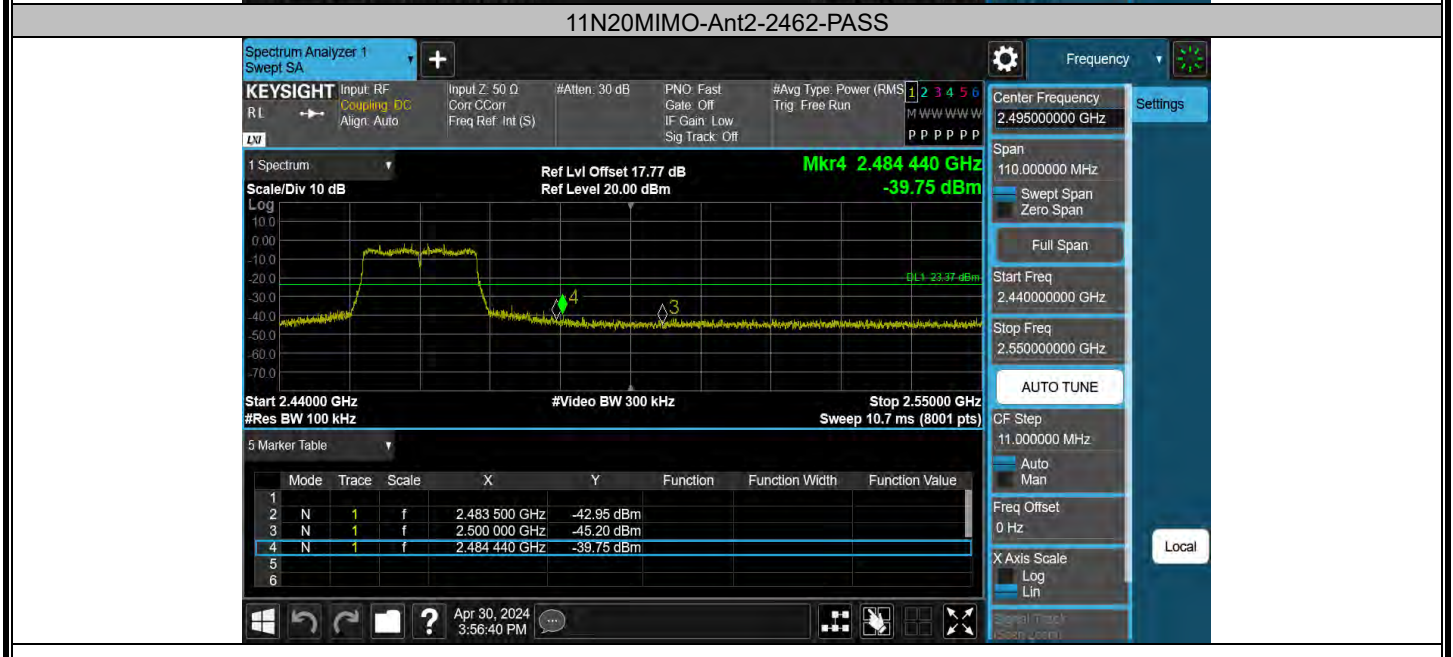 11N20MIMO-Ant2-2462-PASS
Spectrum Analyzer 1
Swept SA
+
Frequency
KEYSIGHT
RL
LXI
Input: RF
Coupling: DC
Align: Auto
Input Z: 50 Ω
Corr CCorr
Freq Ref: Int (S)
#Atten: 30 dB
PNO: Fast
Gate: Off
IF Gain: Low
Sig Track: Off
#Avg Type: Power (RMS
Trig: Free Run
1 2 3 4 5 6
M W W W W W
P P P P P P
Center Frequency
2.495000000 GHz
Settings
Span
110.000000 MHz
Swept Span
Zero Span
Full Span
Start Freq
2.440000000 GHz
Stop Freq
2.550000000 GHz
AUTO TUNE
CF Step
11.000000 MHz
Auto
Man
Freq Offset
0 Hz
X Axis Scale
Log
Lin
Signal Track
(Span Zoom)
Local
1 Spectrum
Scale/Div 10 dB
Log
Ref Lvl Offset 17.77 dB
Ref Level 20.00 dBm
Mkr4 2.484 440 GHz
-39.75 dBm
10.0
0.00
-10.0
-20.0
-30.0
-40.0
-50.0
-60.0
-70.0
DL1 -23.37 dBm
4
3
Start 2.44000 GHz
#Res BW 100 kHz
#Video BW 300 kHz
Stop 2.55000 GHz
Sweep 10.7 ms (8001 pts)
5 Marker Table
Mode Trace Scale X Y Function Function Width Function Value
1
2 N 1 f 2.483 500 GHz -42.95 dBm
3 N 1 f 2.500 000 GHz -45.20 dBm
4 N 1 f 2.484 440 GHz -39.75 dBm
5
6
?
Apr 30, 2024
3:56:40 PM